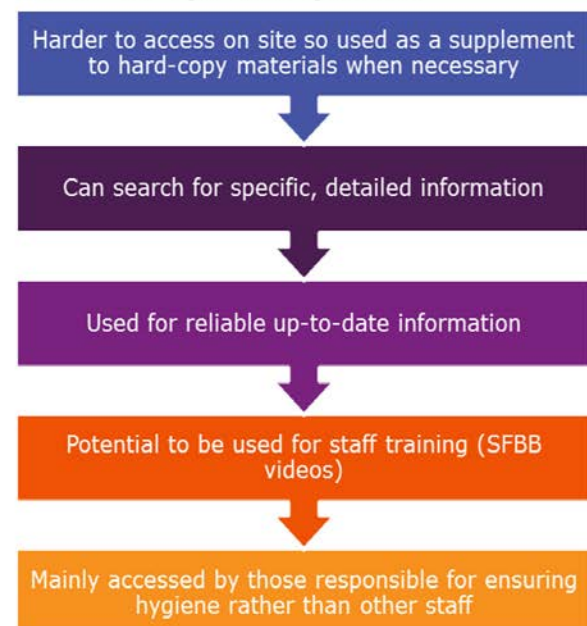 Harder to access on site so used as a supplement
to hard-copy materials when necessary
Can search for specific, detailed information
Used for reliable up-to-date information
Potential to be used for staff training (SFBB
videos)
Mainly accessed by those responsible for ensuring
hygiene rather than other staff